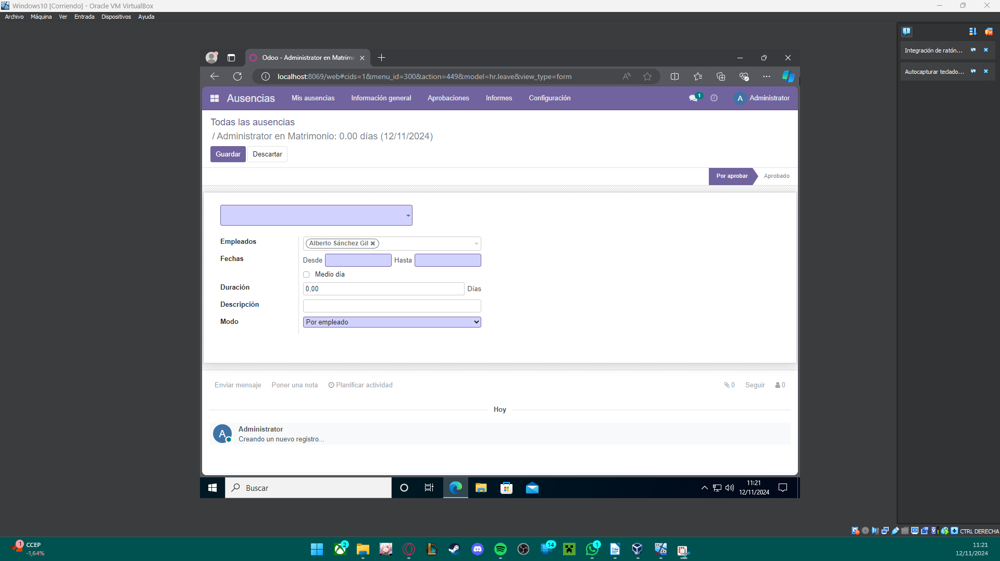 Windows10 [Corriendo] - Oracle VM VirtualBox
Archivo Máquina Ver Entrada Dispositivos Ayuda
Integración de ratón...
Autocapturar teclado...
Odoo - Administrator en Matrimo
localhost:8069/web#cids=1&menu_id=300&action=449&model=hr.leave&view_type=form
Ausencias Mis ausencias Información general Aprobaciones Informes Configuración 1 A Administrator
Todas las ausencias
/ Administrator en Matrimonio: 0.00 días (12/11/2024)
Guardar Descartar
Por aprobar Aprobado
Empleados Alberto Sánchez Gil
Fechas Desde Hasta
Medio día
Duración 0,00 Días
Descripción
Modo Por empleado
Enviar mensaje Poner una nota Planificar actividad 0 Seguir 0
Hoy
A Administrator
Creando un nuevo registro...
Buscar
11:21
12/11/2024
CTRL DERECHA
1 CCEP
-1,64%
2 14 1
11:21
12/11/2024